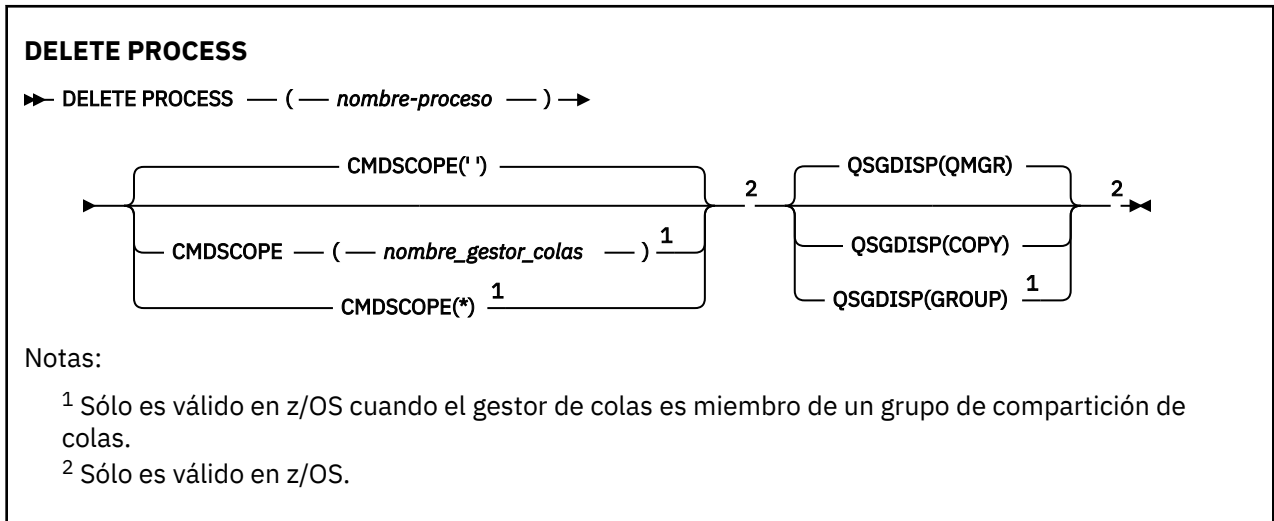 DELETE PROCESS
DELETE PROCESS ( nombre-proceso )
CMDSCOPE(' ') 2 QSGDISP(QMGR) 2
CMDSCOPE ( nombre_gestor_colas ) 1 QSGDISP(COPY)
CMDSCOPE(*) 1 QSGDISP(GROUP) 1
Notas:
1 Sólo es válido en z/OS cuando el gestor de colas es miembro de un grupo de compartición de
colas.
2 Sólo es válido en z/OS.